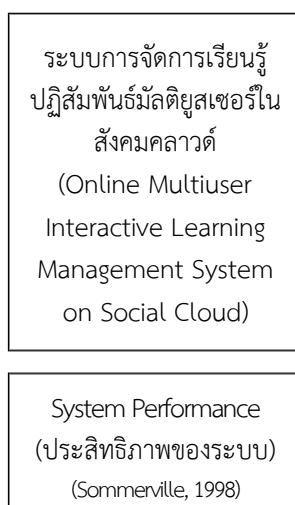 ระบบการจัดการเรียนรู้
ปฏิสัมพันธ์มัลติยูสเซอร์ใน
สังคมคลาวด์
(Online Multiuser
Interactive Learning
Management System
on Social Cloud)
System Performance
(ประสิทธิภาพของระบบ)
(Sommerville, 1998)